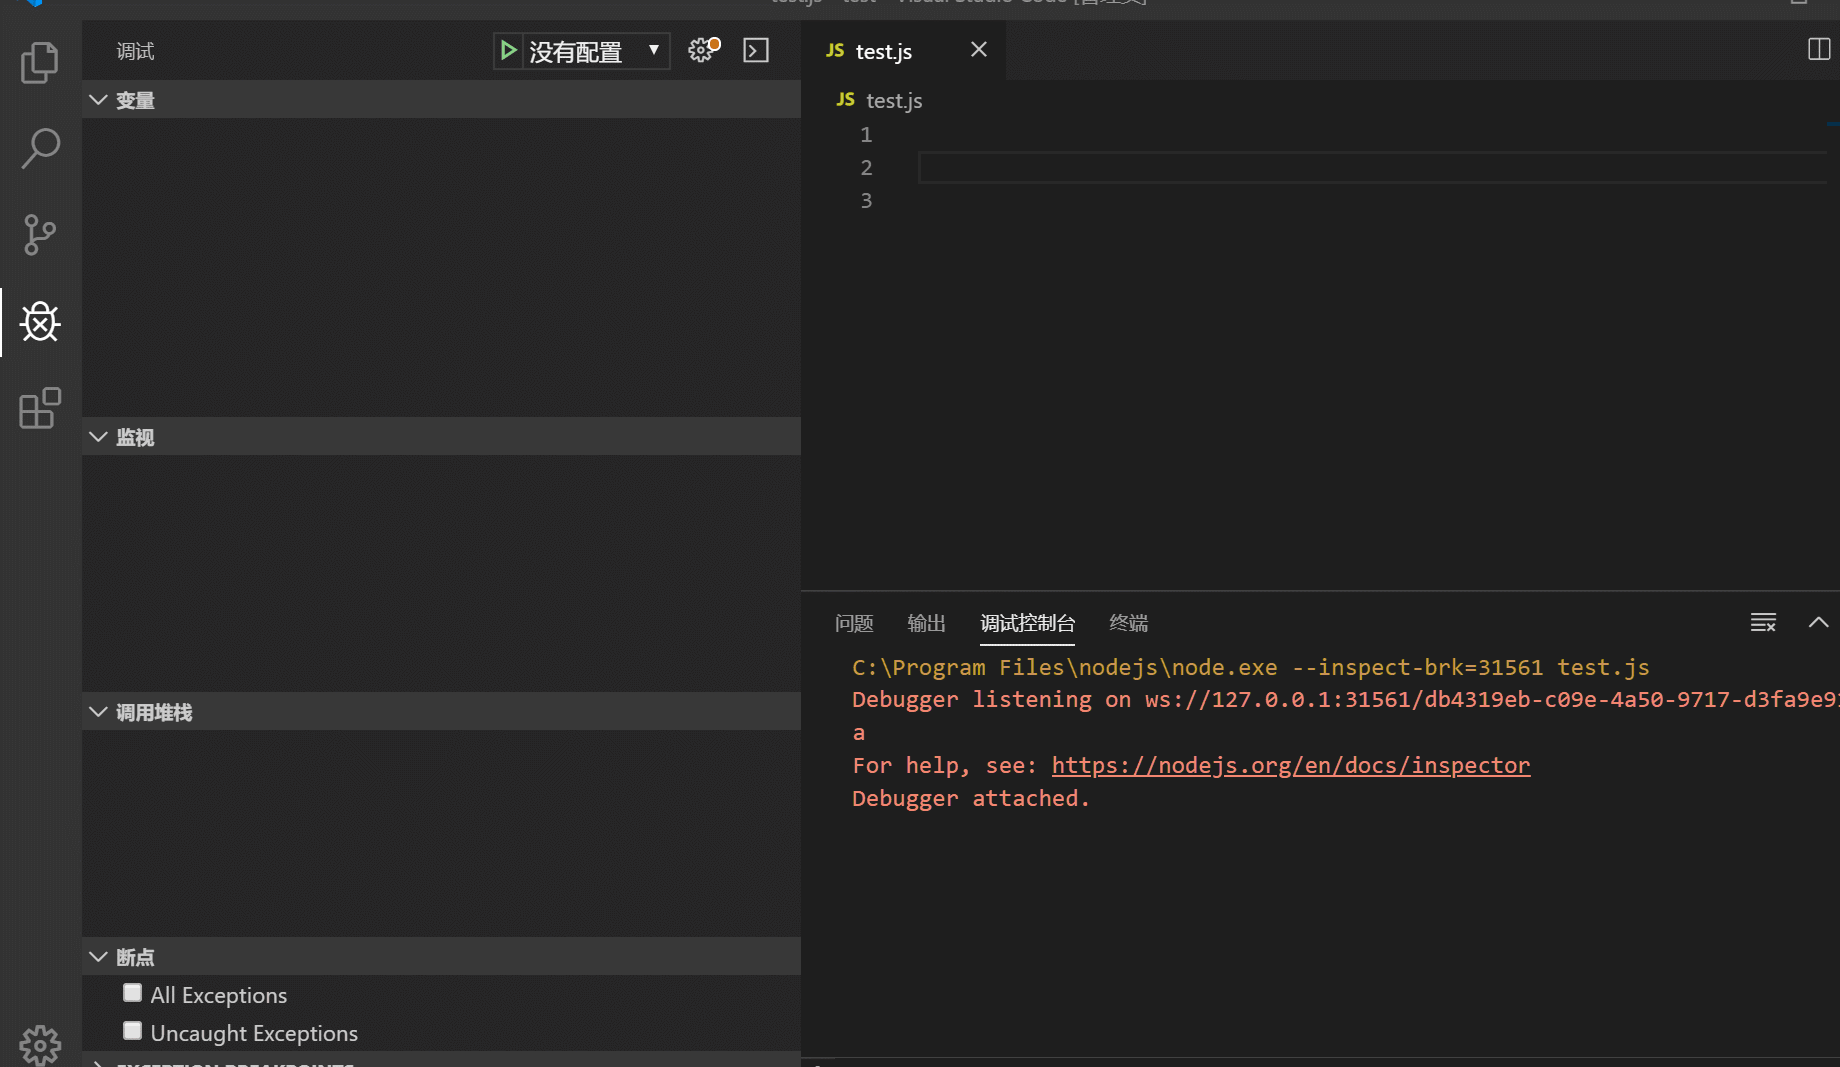 调试
没有配置
变量
监视
调用堆栈
断点
All Exceptions
Uncaught Exceptions
EXCEPTION BREAKPOINTS
JS test.js
JS test.js
1
2
3
问题 输出 调试控制台 终端
C:\Program Files\nodejs\node.exe --inspect-brk=31561 test.js
Debugger listening on ws://127.0.0.1:31561/db4319eb-c09e-4a50-9717-d3fa9e9
a
For help, see: https://nodejs.org/en/docs/inspector
Debugger attached.